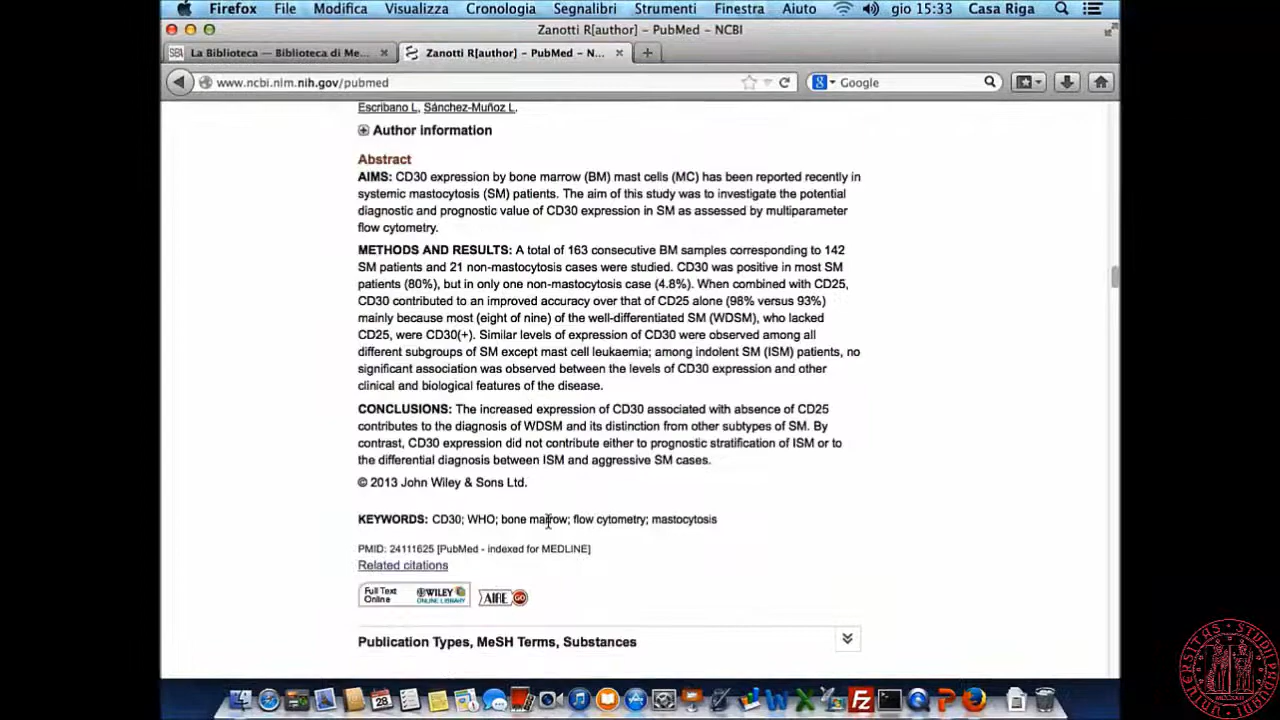 Firefox File Modifica Visualizza Cronologia Segnalibri Strumenti Finestra Aiuto gio 15:33 Casa Riga
Zanotti R[author] – PubMed – NCBI
SBA La Biblioteca — Biblioteca di Me... Zanotti R[author] – PubMed – N...
www.ncbi.nlm.nih.gov/pubmed Google
Escribano L, Sánchez-Muñoz L.
Author information
Abstract
AIMS: CD30 expression by bone marrow (BM) mast cells (MC) has been reported recently in
systemic mastocytosis (SM) patients. The aim of this study was to investigate the potential
diagnostic and prognostic value of CD30 expression in SM as assessed by multiparameter
flow cytometry.
METHODS AND RESULTS: A total of 163 consecutive BM samples corresponding to 142
SM patients and 21 non-mastocytosis cases were studied. CD30 was positive in most SM
patients (80%), but in only one non-mastocytosis case (4.8%). When combined with CD25,
CD30 contributed to an improved accuracy over that of CD25 alone (98% versus 93%)
mainly because most (eight of nine) of the well-differentiated SM (WDSM), who lacked
CD25, were CD30(+). Similar levels of expression of CD30 were observed among all
different subgroups of SM except mast cell leukaemia; among indolent SM (ISM) patients, no
significant association was observed between the levels of CD30 expression and other
clinical and biological features of the disease.
CONCLUSIONS: The increased expression of CD30 associated with absence of CD25
contributes to the diagnosis of WDSM and its distinction from other subtypes of SM. By
contrast, CD30 expression did not contribute either to prognostic stratification of ISM or to
the differential diagnosis between ISM and aggressive SM cases.
© 2013 John Wiley & Sons Ltd.
KEYWORDS: CD30; WHO; bone marrow; flow cytometry; mastocytosis
PMID: 24111625 [PubMed - indexed for MEDLINE]
Related citations
Full Text
Online
WILEY
ONLINE LIBRARY
AIRE GO
Publication Types, MeSH Terms, Substances
28
Fz